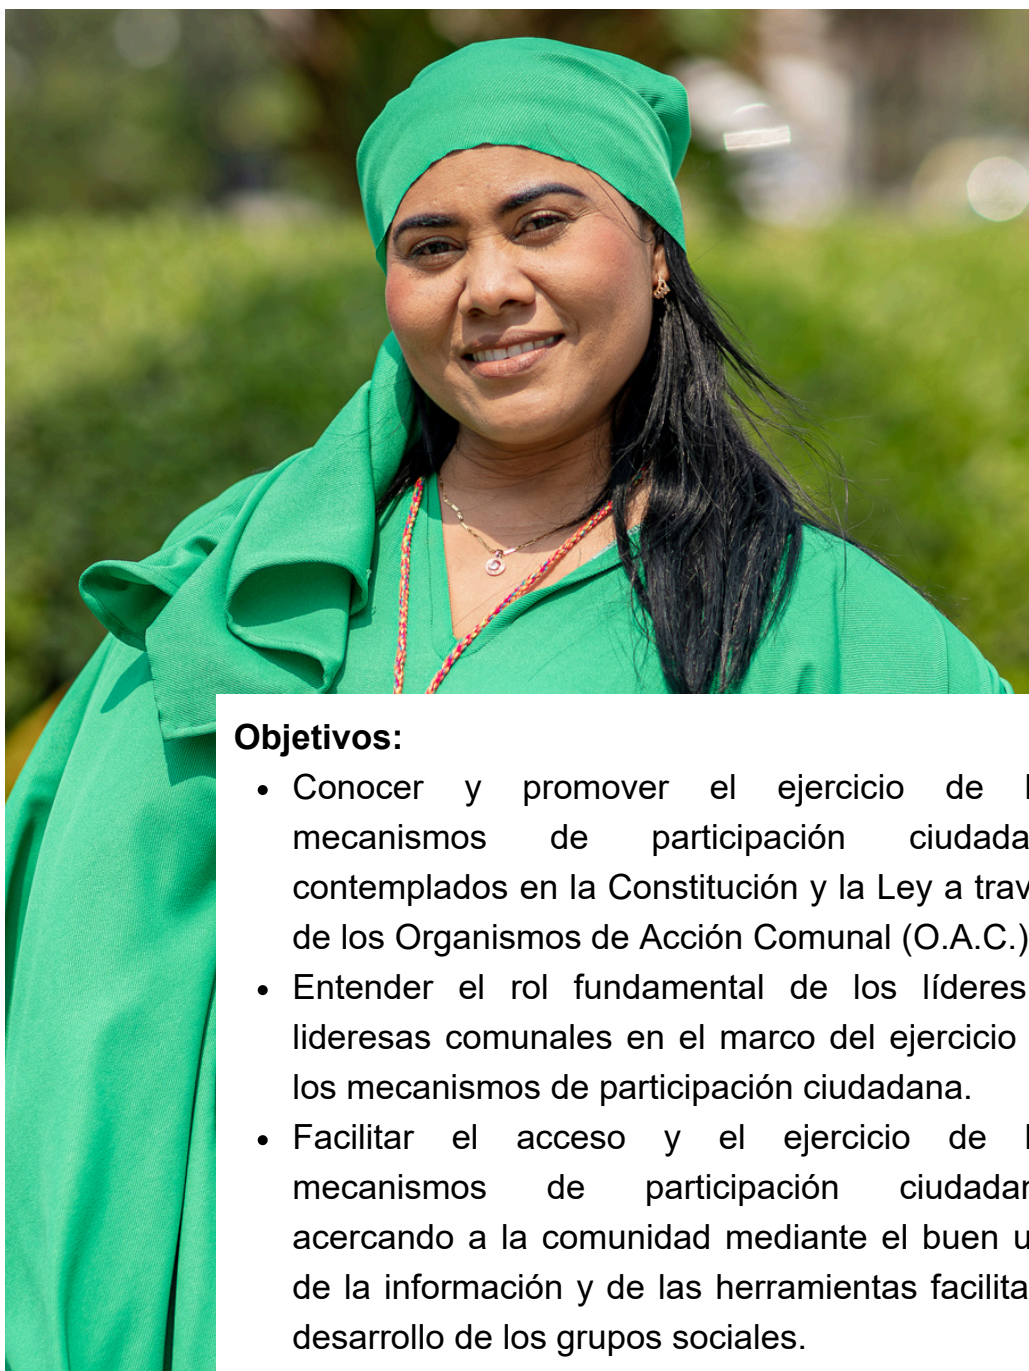 Objetivos:
• Conocer y promover el ejercicio de
mecanismos de participación
contemplados en la Constitución y la Ley a
de los Organismos de Acción Comunal (O.A.C.)
• Entender el rol fundamental de los líderes
lideresas comunales en el marco del ejercicio
los mecanismos de participación ciudadana.
• Facilitar el acceso y el ejercicio de
mecanismos de participación
acercando a la comunidad mediante el buen
de la información y de las herramientas
desarrollo de los grupos sociales.